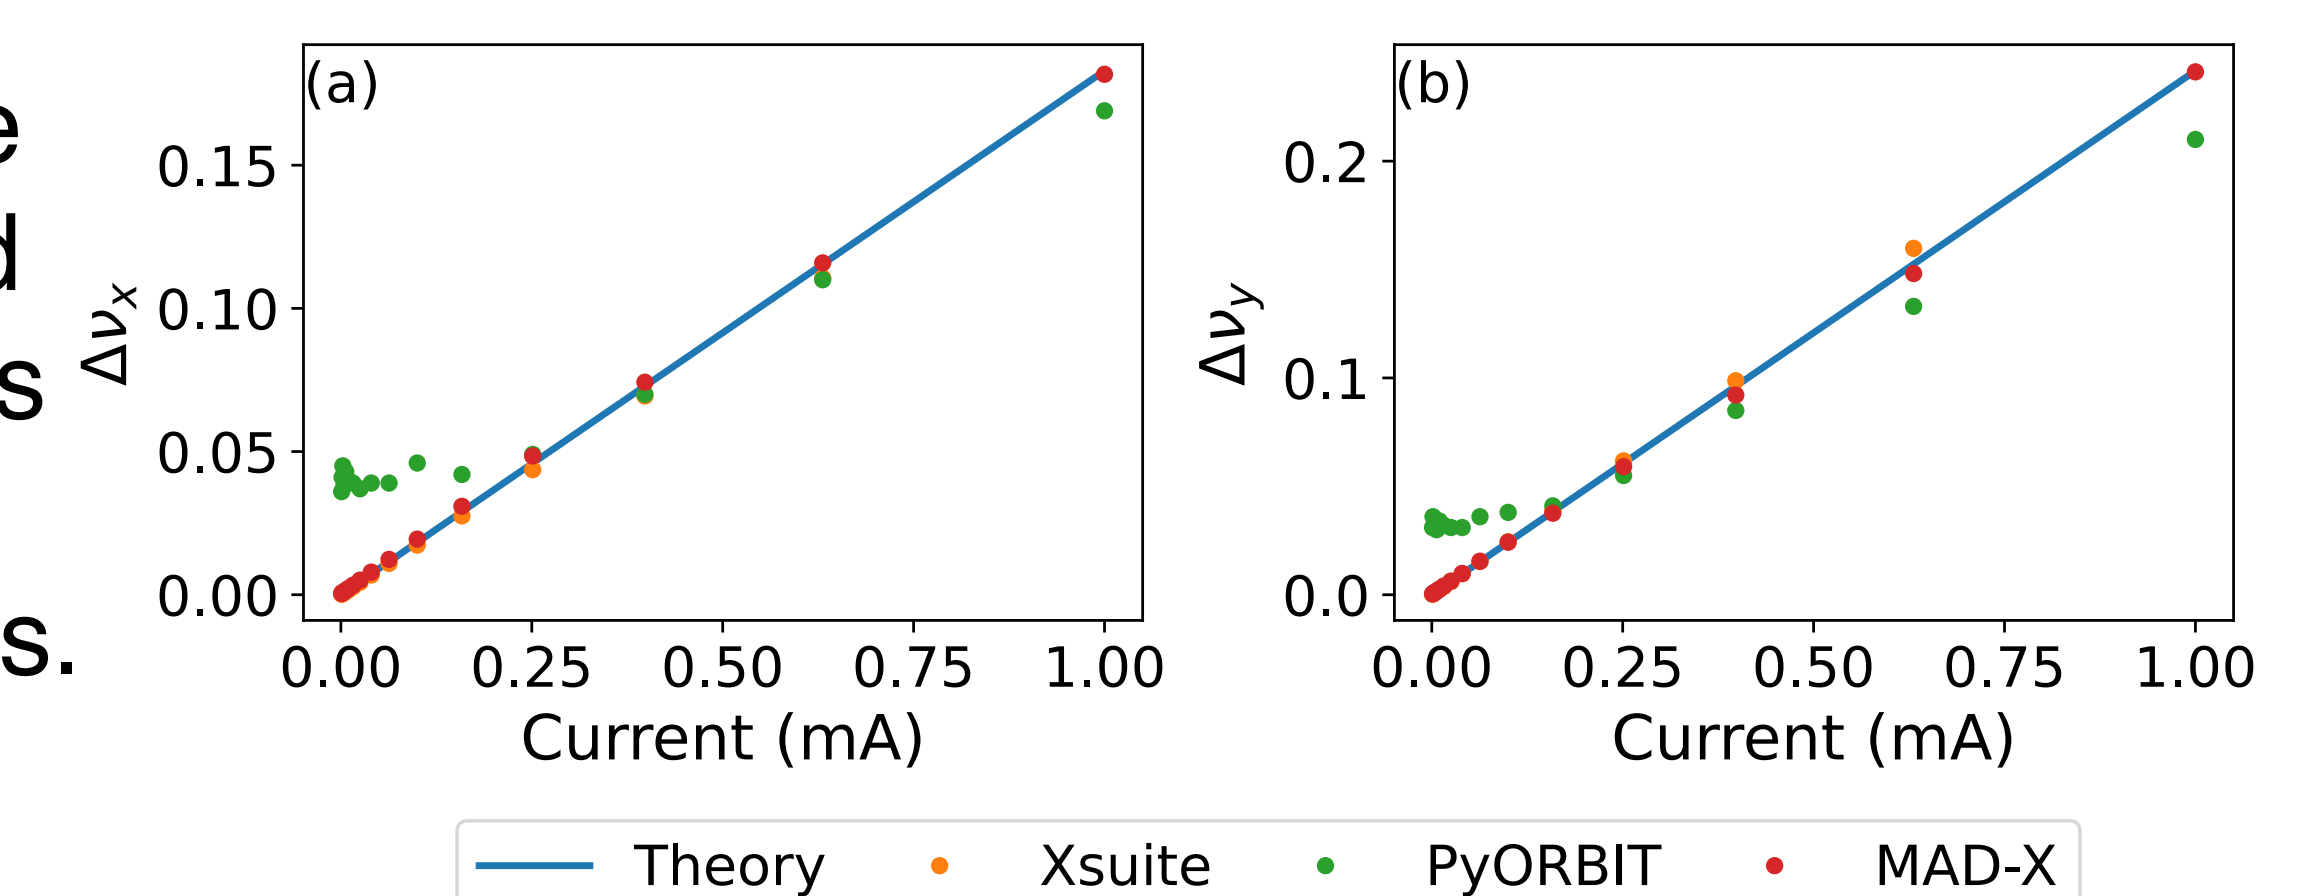 e
d
s
s.
(a)
0.15
0.10
0.05
0.00
Δν_x
0.00 0.25 0.50 0.75 1.00
Current (mA)
(b)
0.2
0.1
0.0
Δν_y
0.00 0.25 0.50 0.75 1.00
Current (mA)
Theory Xsuite PyORBIT MAD-X